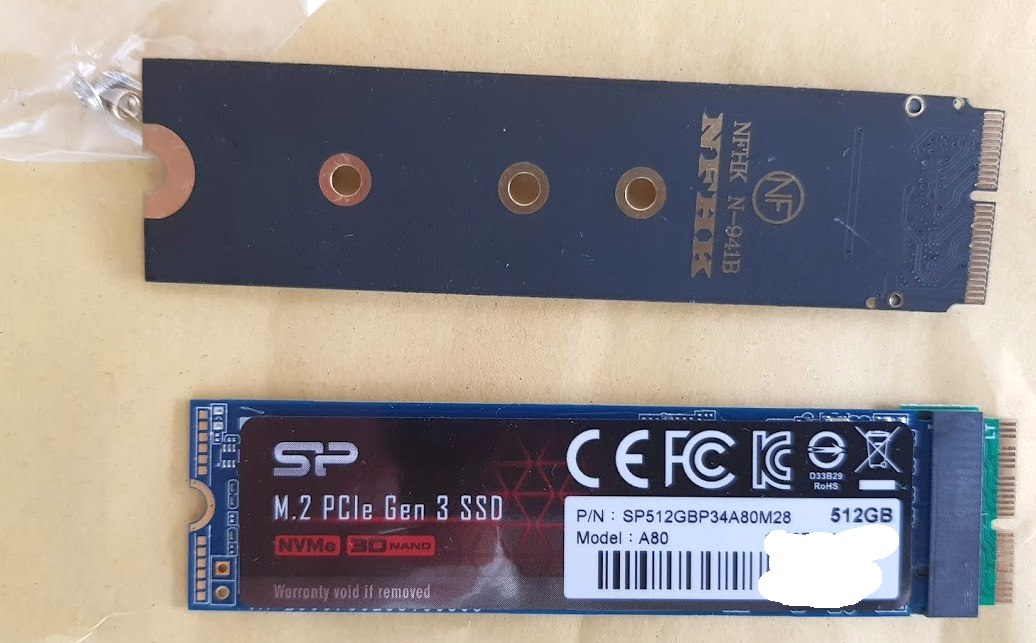 NFHK N-941B
NFHK
NF
LT
SP
M.2 PCIe Gen 3 SSD
NVMe 3D NAND
Warranty void if removed
CE FC
D33B29
RoHS
P/N : SP512GBP34A80M28 512GB
Model : A80